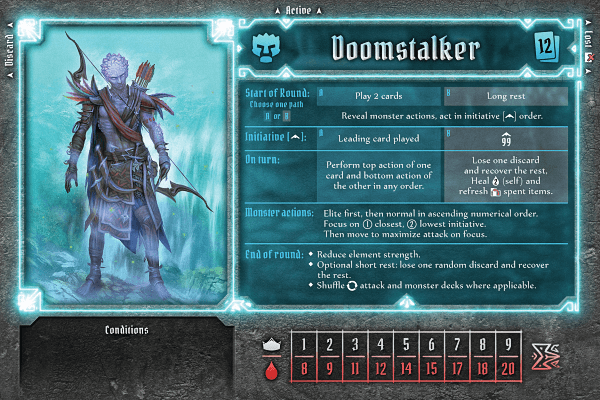 Active
Discard
Lost
Doomstalker
12
Start of Round:
Choose one path
A or B
A Play 2 cards
B Long rest
Reveal monster actions, act in initiative order.
Initiative ( ):
A Leading card played
B 99
On turn:
Perform top action of one
card and bottom action of
the other in any order.
Lose one discard
and recover the rest.
Heal 2 (self) and
refresh spent items.
Monster actions:
Elite first, then normal in ascending numerical order.
Focus on ① closest, ② lowest initiative.
Then move to maximize attack on focus.
End of round:
◆ Reduce element strength.
◆ Optional short rest: lose one random discard and recover
the rest.
◆ Shuffle attack and monster decks where applicable.
Conditions
1 2 3 4 5 6 7 8 9
8 9 11 12 14 15 17 18 20